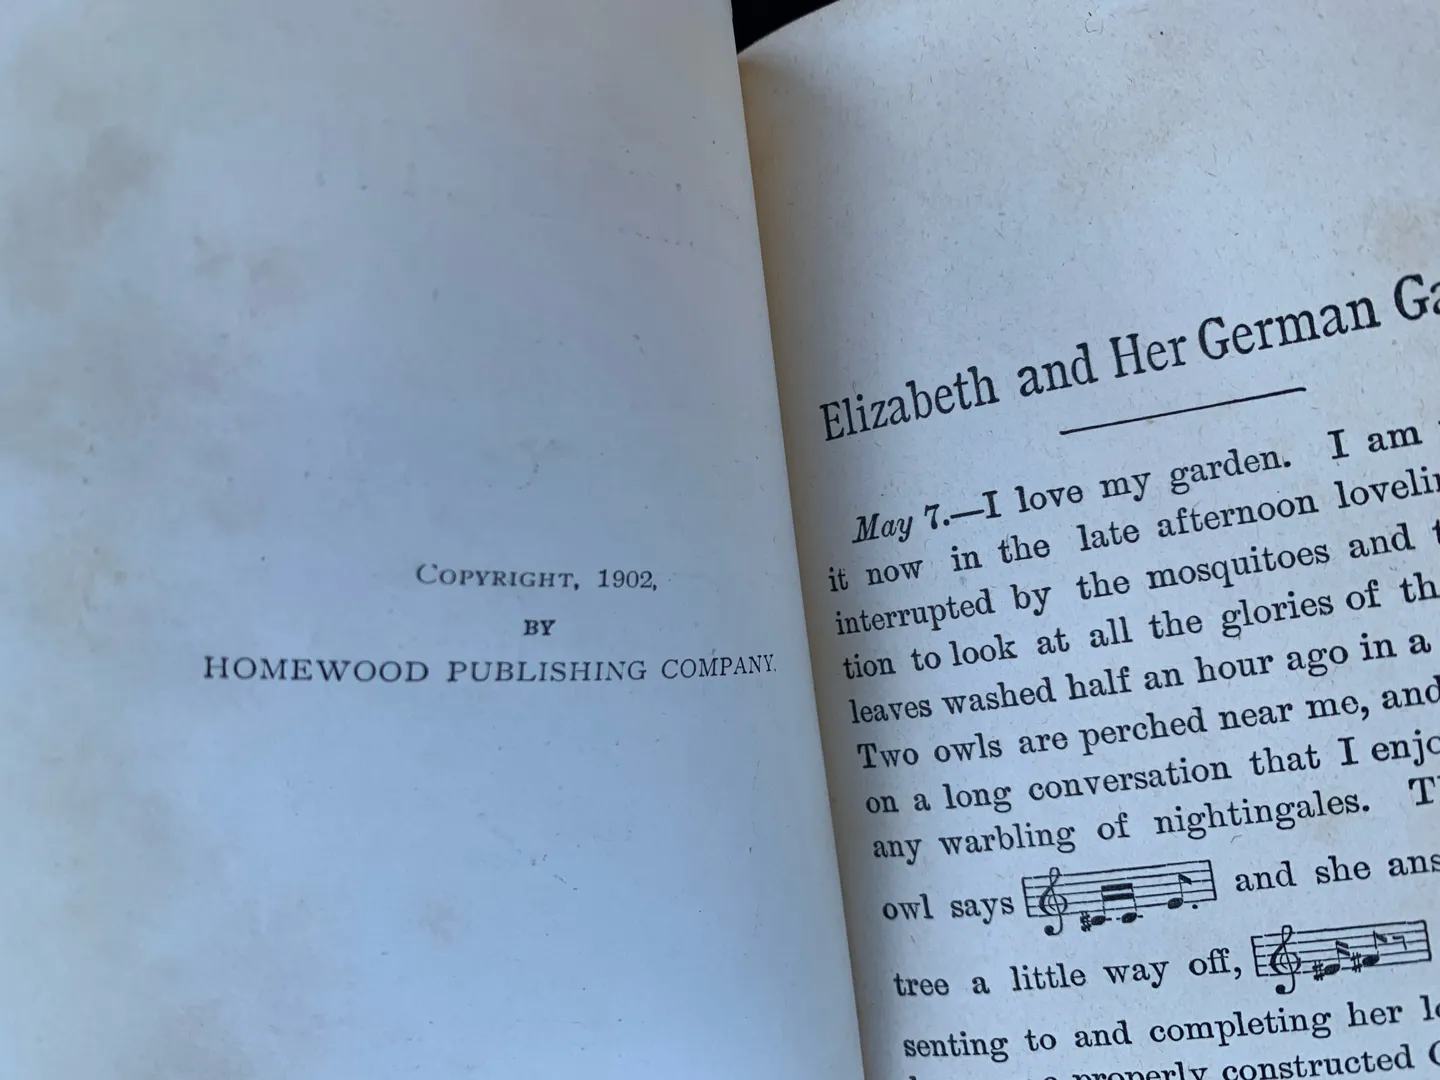 COPYRIGHT, 1902,
BY
HOMEWOOD PUBLISHING COMPANY.
Elizabeth and Her German
May 7.—I love my garden. I am
it now in the late afternoon
interrupted by the mosquitoes and
tion to look at all the glories of
leaves washed half an hour ago in a
Two owls are perched near me, and
on a long conversation that I
any warbling of nightingales.
owl says and she
tree a little way off,
senting to and completing her
properly constructed